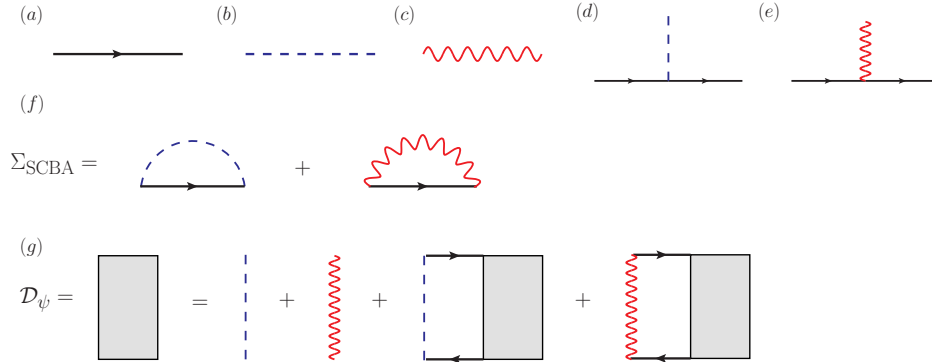 (a) (b) (c) (d) (e)
(f)
Σ_SCBA = +
(g)
𝒟_ψ = = + + +